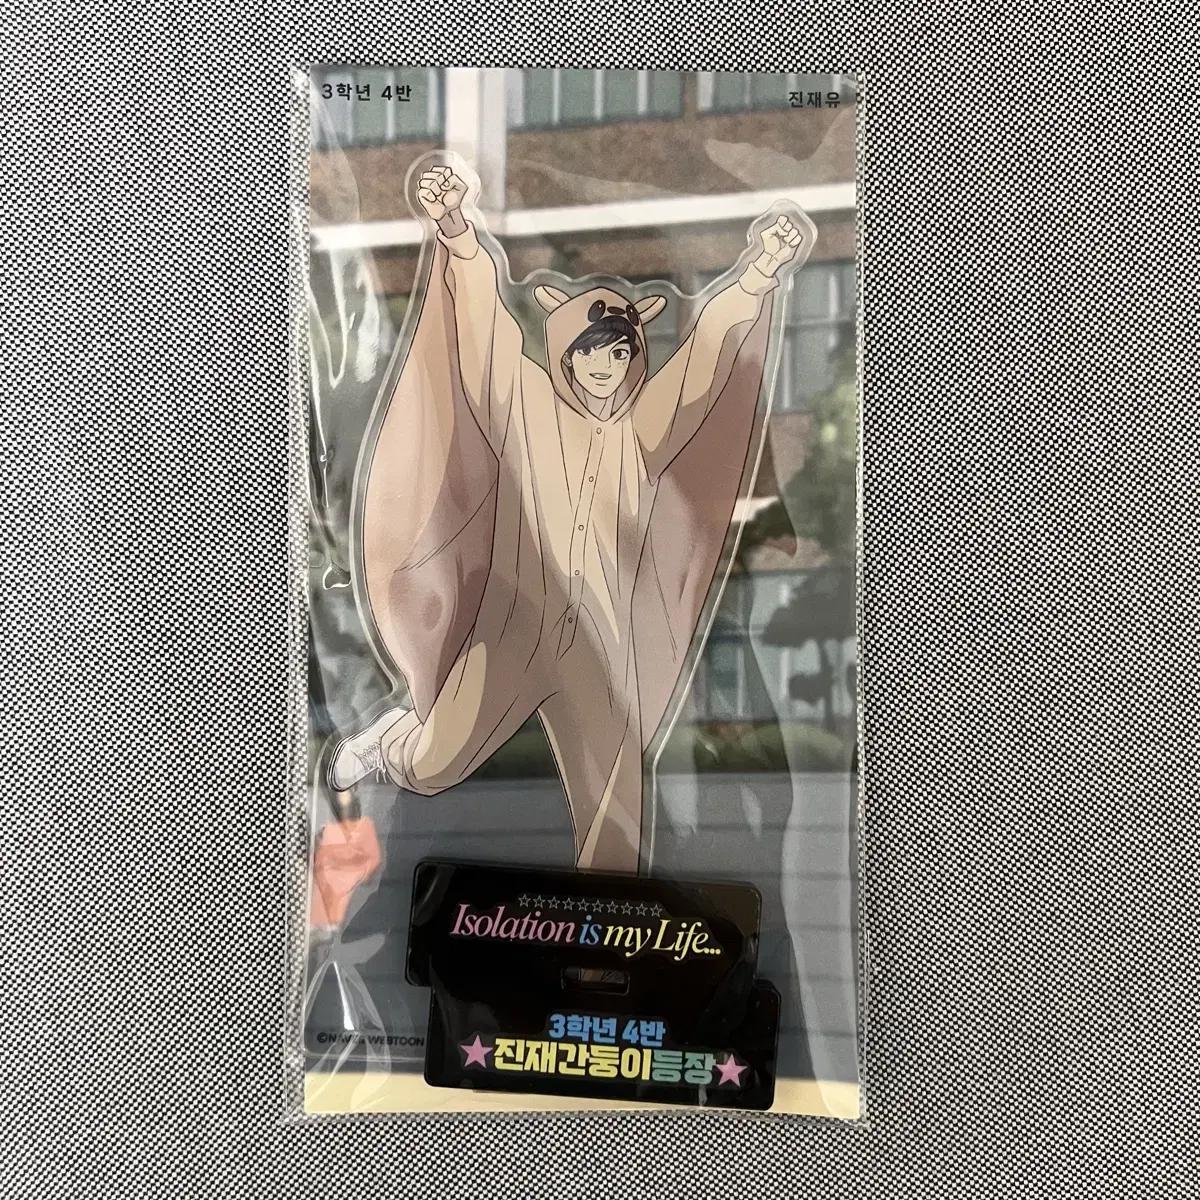 3학년 4반
진재유
☆☆☆☆☆☆☆☆☆☆
Isolation is my Life...
3학년 4반
★진재간둥이등장★
©NAVER WEBTOON